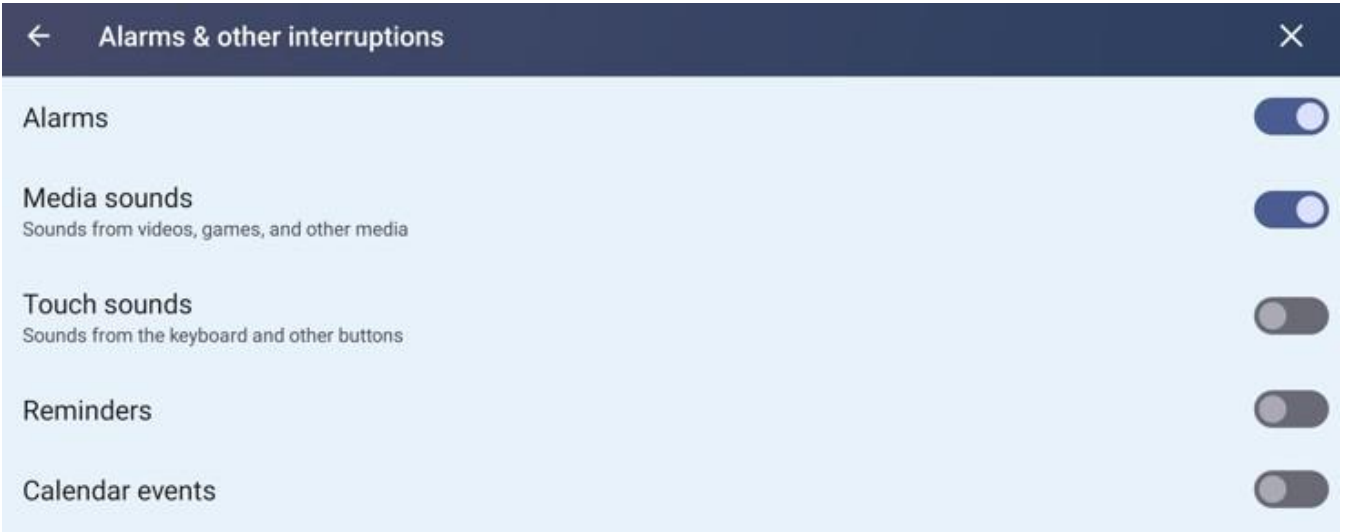 Alarms & other interruptions
Alarms
Media sounds
Sounds from videos, games, and other media
Touch sounds
Sounds from the keyboard and other buttons
Reminders
Calendar events